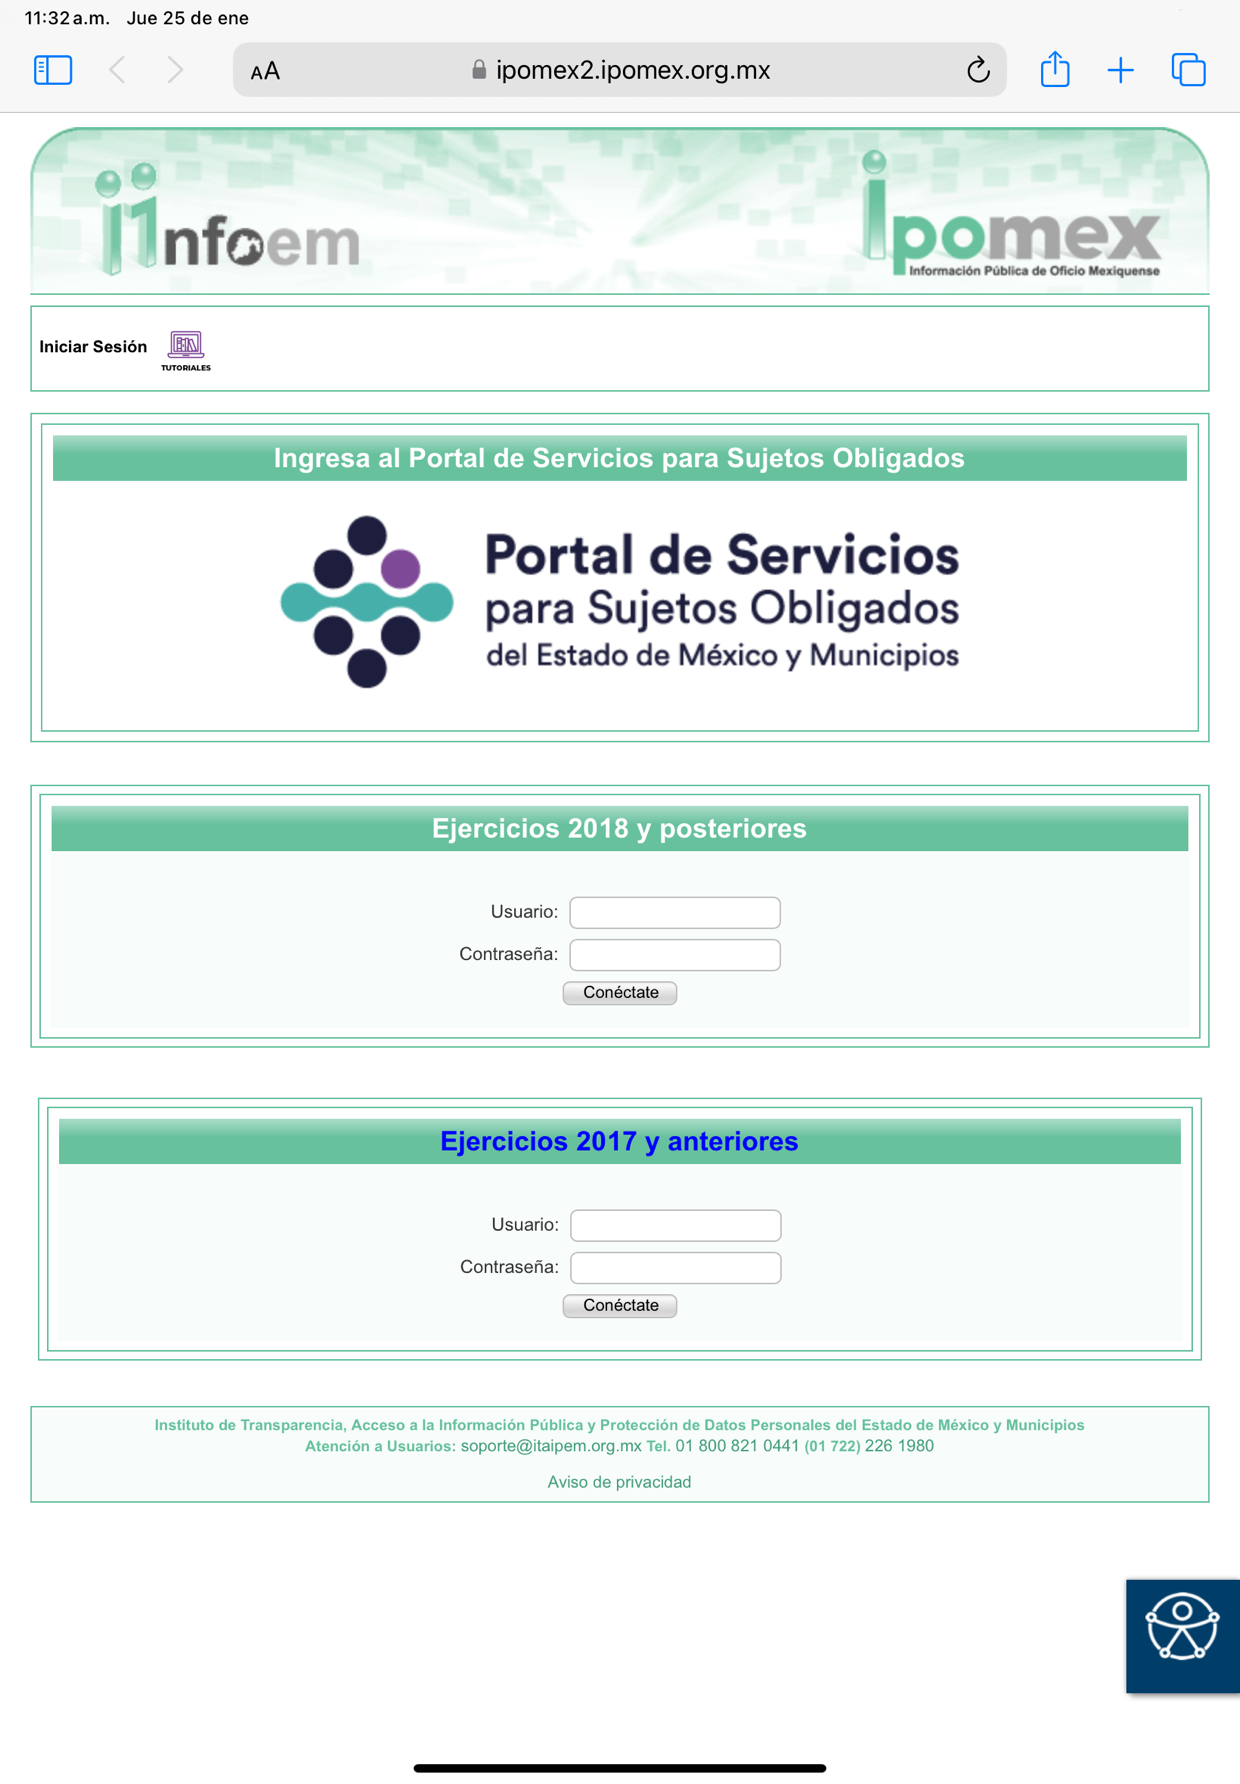 11:32 a.m. Jue 25 de ene
AA ipomex2.ipomex.org.mx
infoem
ipomex
Información Pública de Oficio Mexiquense
Iniciar Sesión
TUTORIALES
Ingresa al Portal de Servicios para Sujetos Obligados
Portal de Servicios
para Sujetos Obligados
del Estado de México y Municipios
Ejercicios 2018 y posteriores
Usuario:
Contraseña:
Conéctate
Ejercicios 2017 y anteriores
Usuario:
Contraseña:
Conéctate
Instituto de Transparencia, Acceso a la Información Pública y Protección de Datos Personales del Estado de México y Municipios
Atención a Usuarios: soporte@itaipem.org.mx Tel. 01 800 821 0441 (01 722) 226 1980
Aviso de privacidad